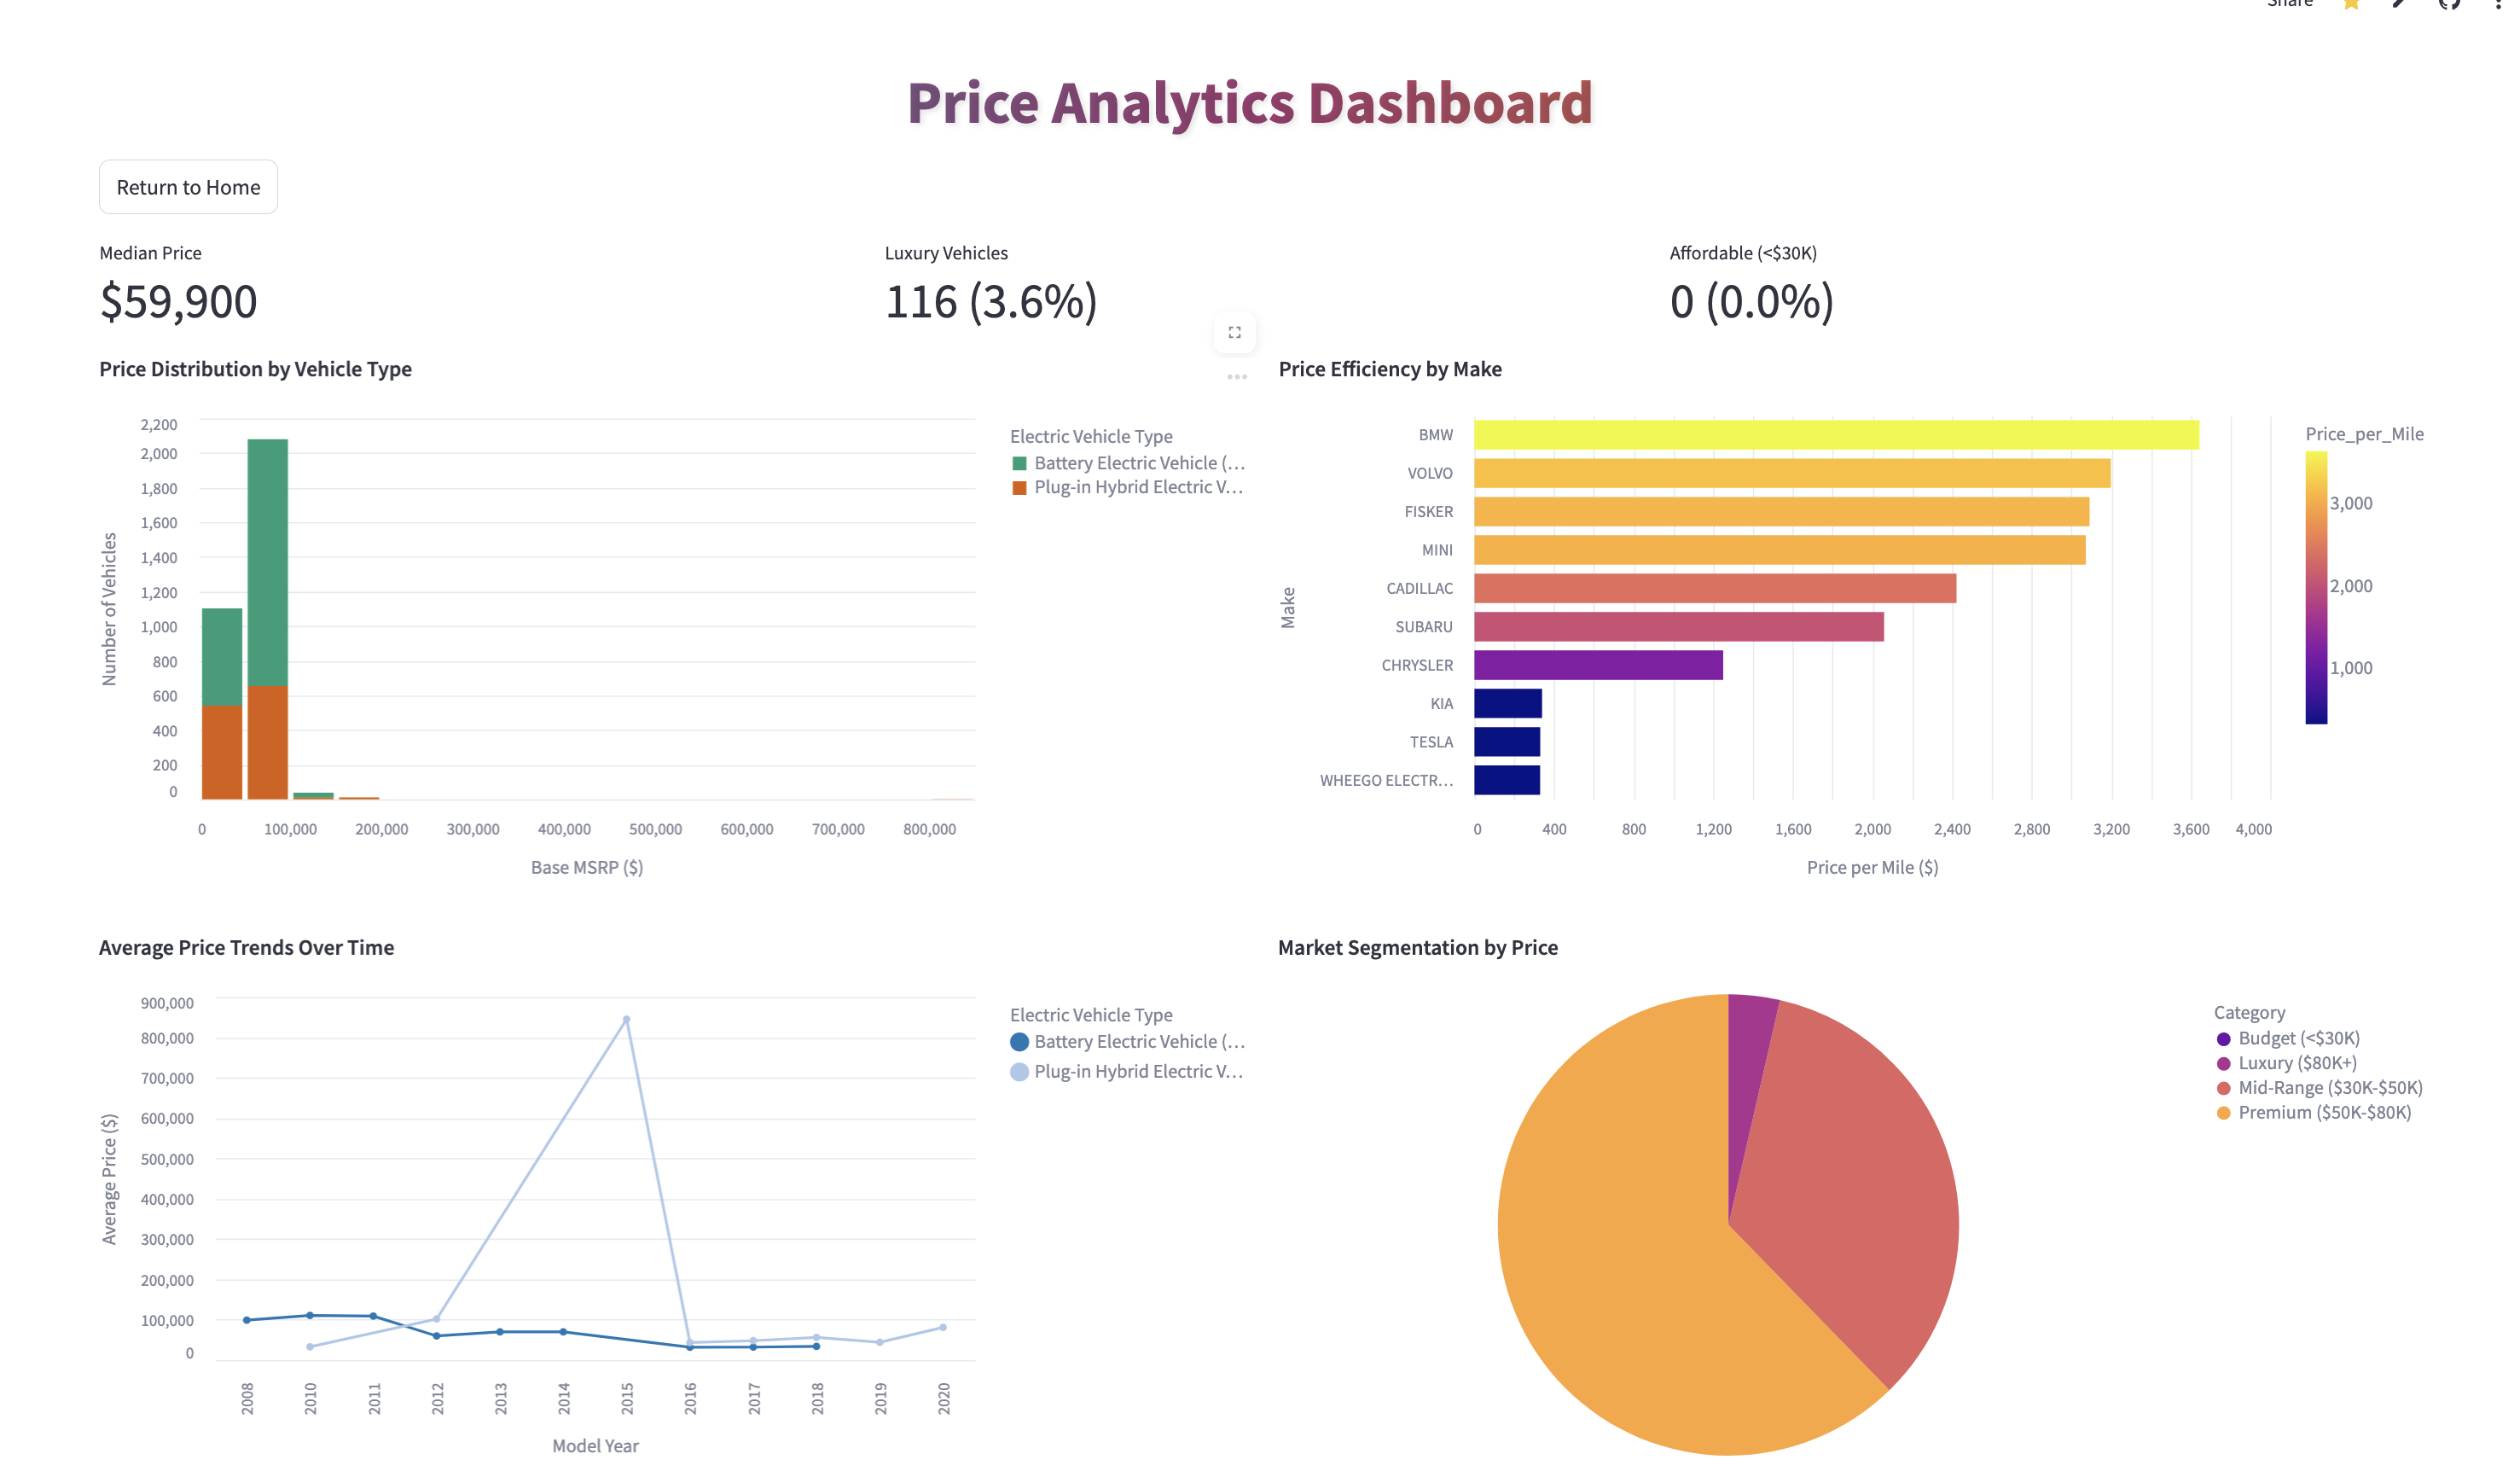 Share
Price Analytics Dashboard
Return to Home
Median Price
$59,900
Luxury Vehicles
116 (3.6%)
Affordable (<$30K)
0 (0.0%)
Price Distribution by Vehicle Type
2,200
2,000
1,800
1,600
1,400
1,200
1,000
800
600
400
200
0
Number of Vehicles
0 100,000 200,000 300,000 400,000 500,000 600,000 700,000 800,000
Base MSRP ($)
Electric Vehicle Type
Battery Electric Vehicle (…
Plug-in Hybrid Electric V…
Price Efficiency by Make
Make
BMW
VOLVO
FISKER
MINI
CADILLAC
SUBARU
CHRYSLER
KIA
TESLA
WHEEGO ELECTR…
0 400 800 1,200 1,600 2,000 2,400 2,800 3,200 3,600 4,000
Price per Mile ($)
Price_per_Mile
3,000
2,000
1,000
Average Price Trends Over Time
900,000
800,000
700,000
600,000
500,000
400,000
300,000
200,000
100,000
0
Average Price ($)
2008 2010 2011 2012 2013 2014 2015 2016 2017 2018 2019 2020
Model Year
Electric Vehicle Type
Battery Electric Vehicle (…
Plug-in Hybrid Electric V…
Market Segmentation by Price
Category
Budget (<$30K)
Luxury ($80K+)
Mid-Range ($30K-$50K)
Premium ($50K-$80K)